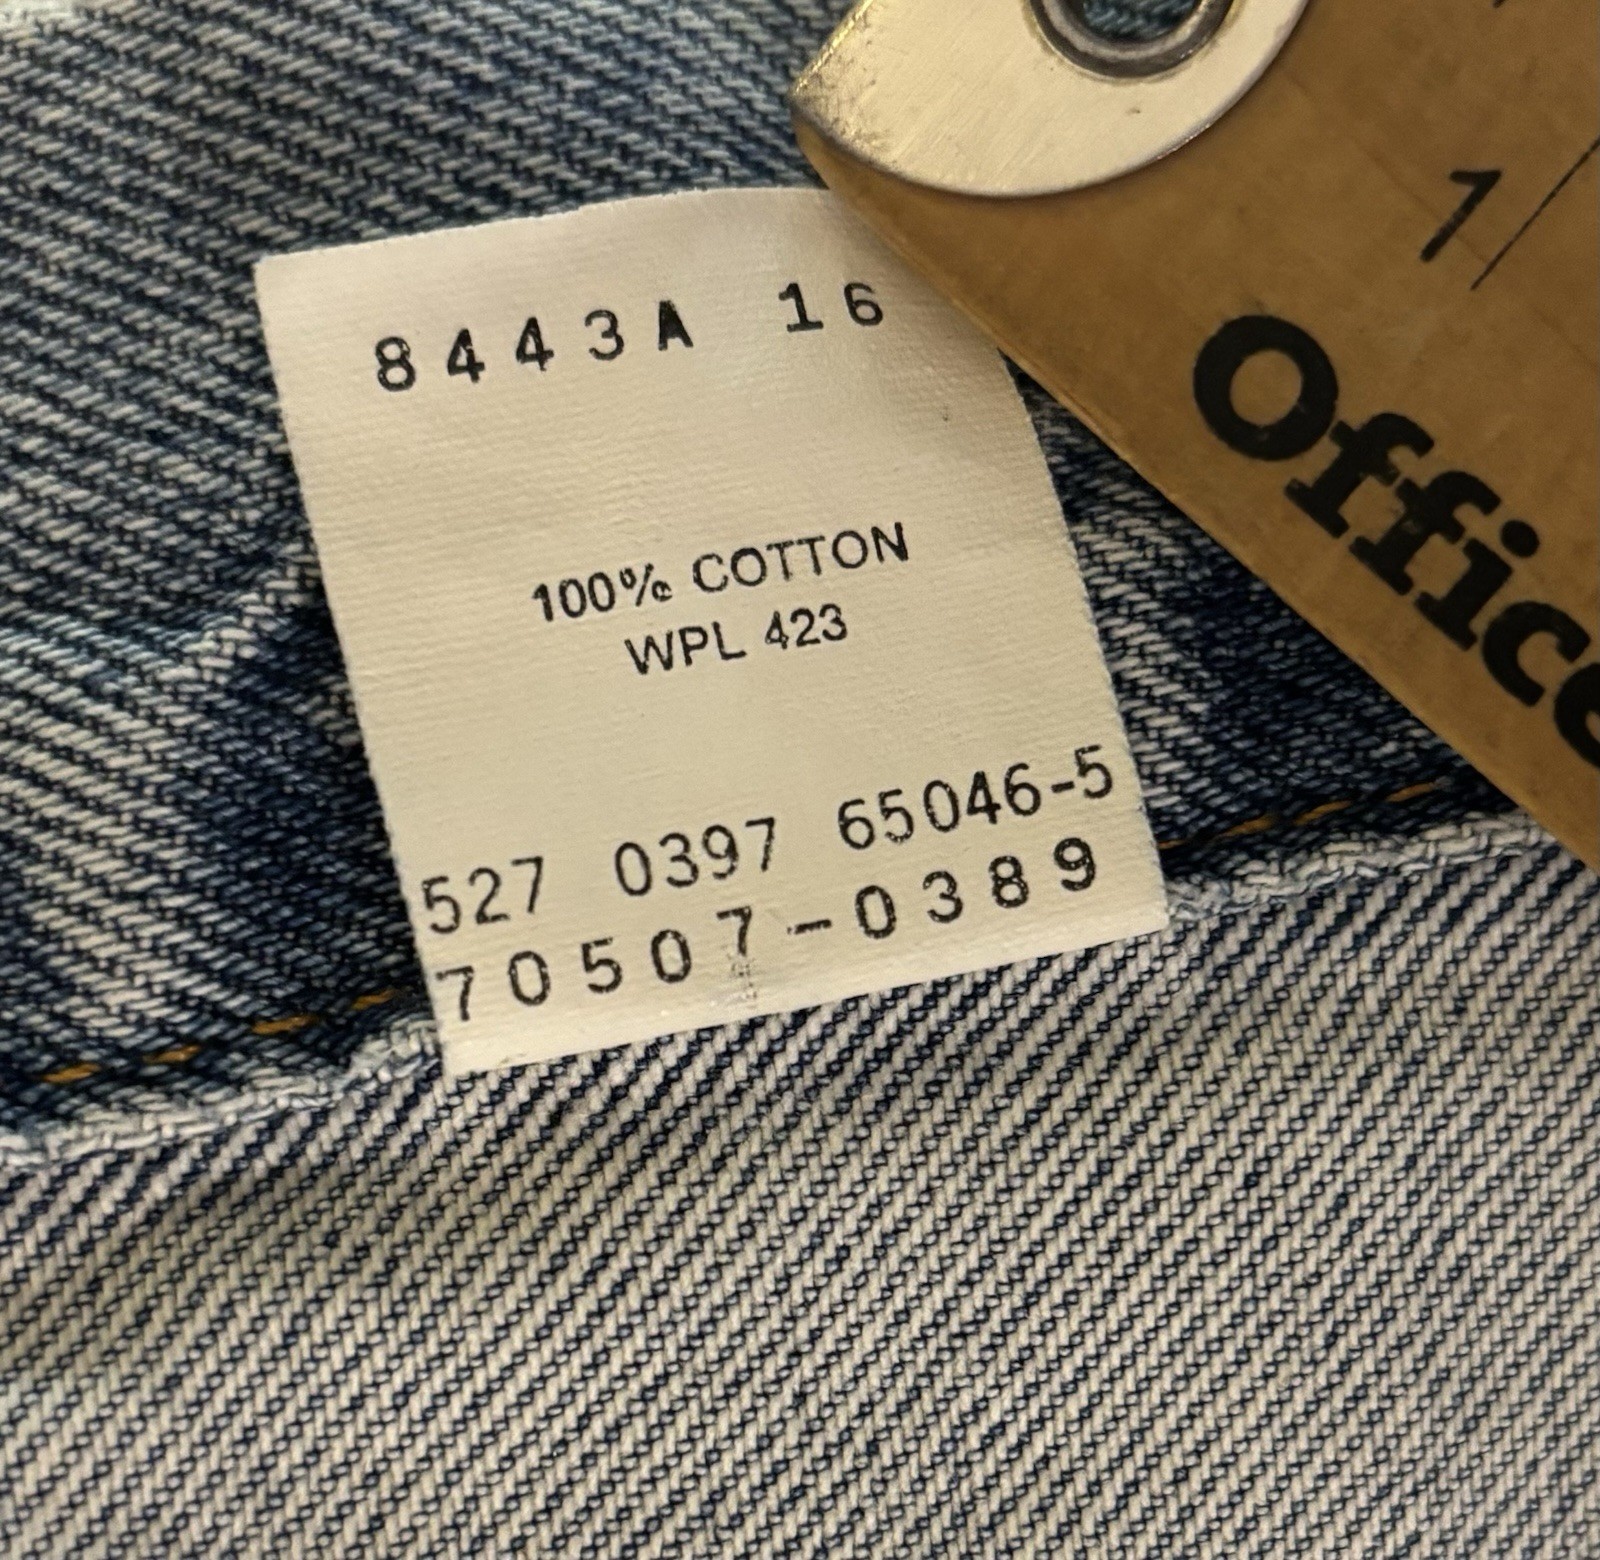 8443A 16
100% COTTON
WPL 423
527 0397 65046-5
70507-0389
1
Office